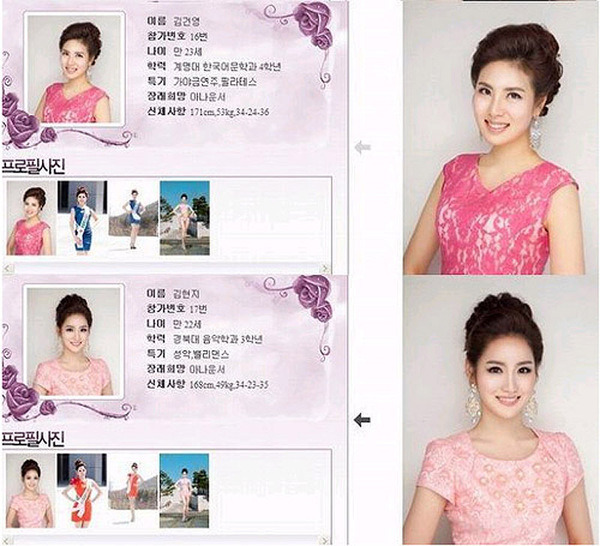 이름 김건영
참가번호 16번
나이 만 23세
학력 계명대 한국어문학과 4학년
특기 가야금연주,필라테스
장래희망 아나운서
신체사항 171cm,53kg,34-24-36
프로필사진
이름 김현지
참가번호 17번
나이 만 22세
학력 경북대 음악학과 3학년
특기 성악,밸리댄스
장래희망 아나운서
신체사항 168cm,49kg,34-23-35
프로필사진